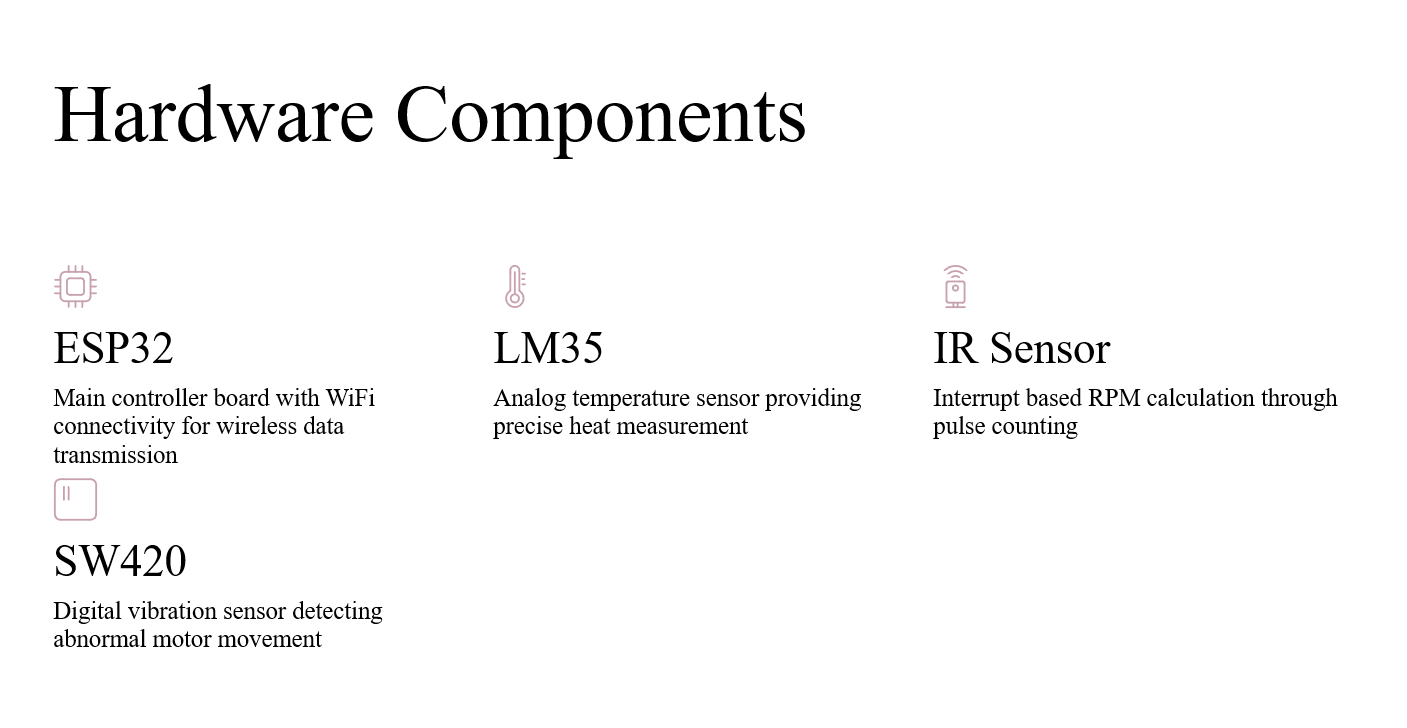 Hardware Components
ESP32
Main controller board with WiFi
connectivity for wireless data
transmission
LM35
Analog temperature sensor providing
precise heat measurement
IR Sensor
Interrupt based RPM calculation through
pulse counting
SW420
Digital vibration sensor detecting
abnormal motor movement